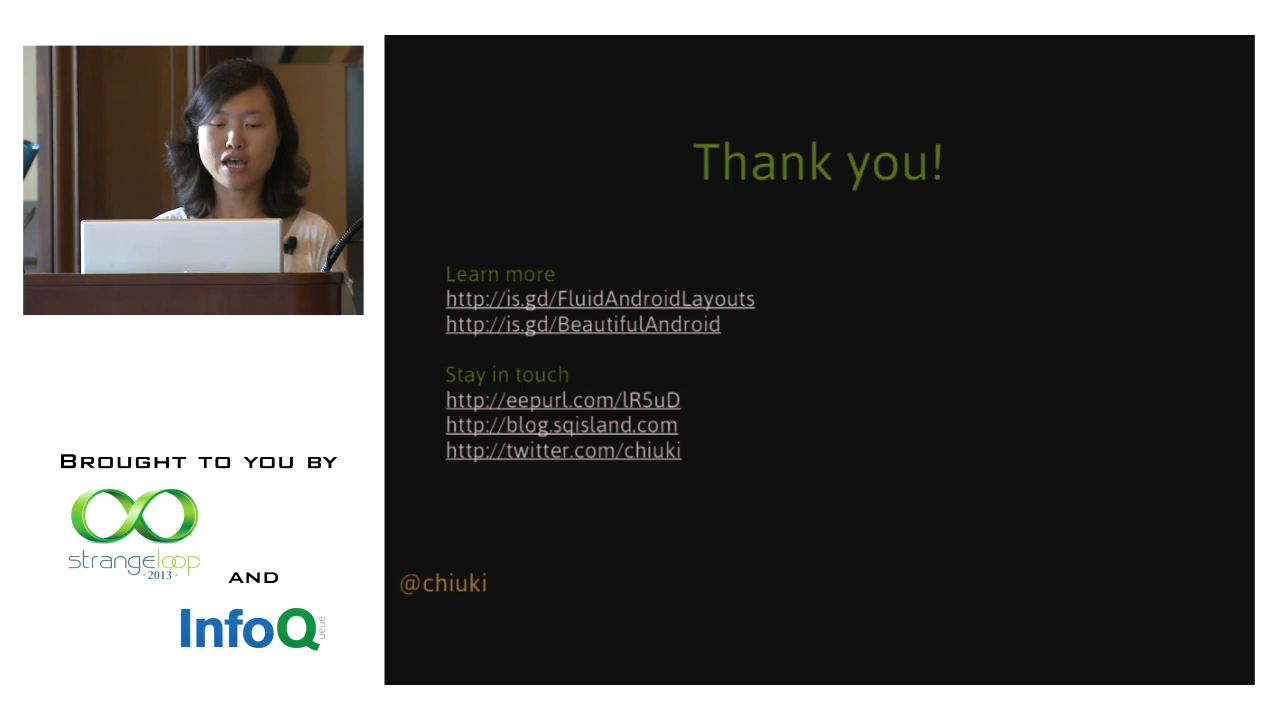 Thank you!
Learn more
http://is.gd/FluidAndroidLayouts
http://is.gd/BeautifulAndroid
Stay in touch
http://eepurl.com/lR5uD
http://blog.sqisland.com
http://twitter.com/chiuki
@chiuki
BROUGHT TO YOU BY
strangeloop
·2013·
AND
InfoQ
ueue